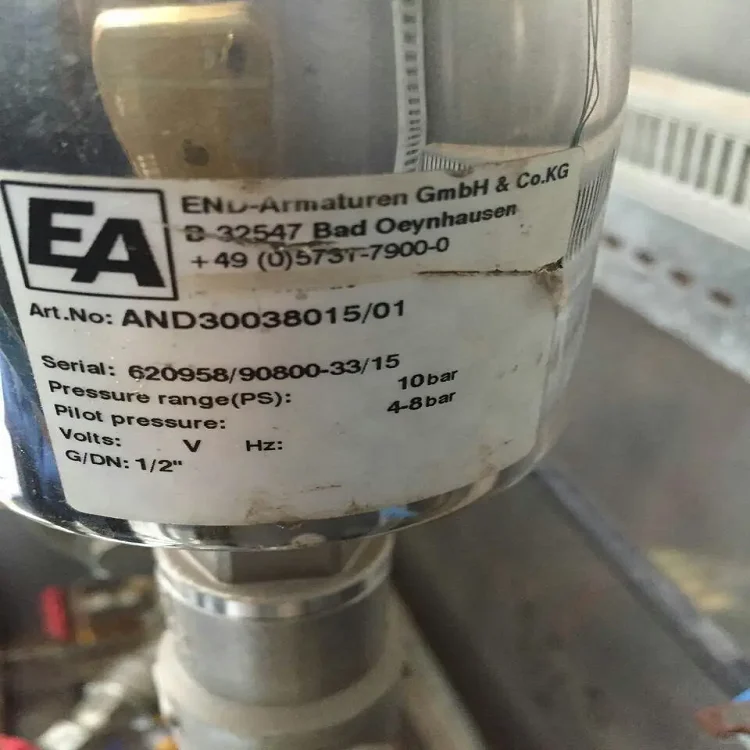 EA
END-Armaturen GmbH & Co.KG
D-32547 Bad Oeynhausen
+49 (0)5731-7900-0
Art.No: AND30038015/01
Serial: 620958/90800-33/15
Pressure range(PS): 10bar
Pilot pressure: 4-8bar
Volts: V Hz:
G/DN: 1/2"